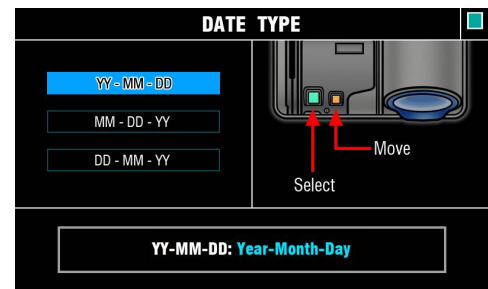 DATE TYPE
YY - MM - DD
MM - DD - YY
DD - MM - YY
Move
Select
YY-MM-DD: Year-Month-Day